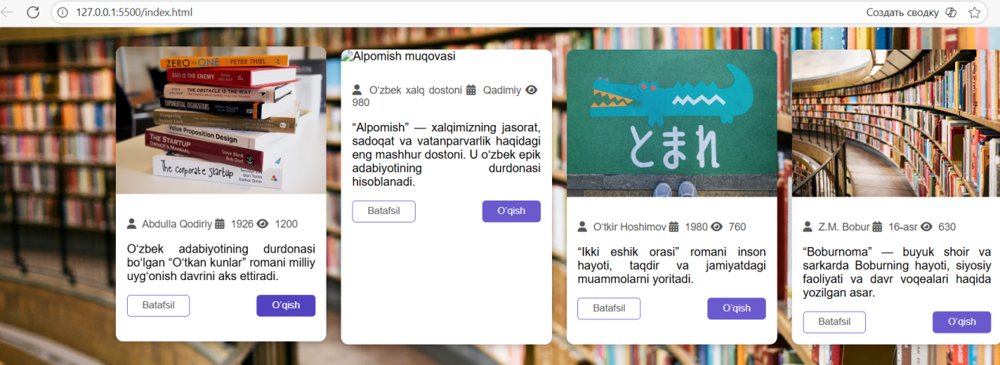 127.0.0.1:5500/index.html
Создать сводку
ZERO TO ONE PETER THIEL
EGO IS THE ENEMY
THE OBSTACLE IS THE WAY
EXPONENTIAL ORGANIZATIONS
Value Proposition Design
THE STARTUP
OWNER'S MANUAL
Steve Blank
Bob Dorf
The corporate startup
Abdulla Qodiriy 1926 1200
O‘zbek adabiyotining durdonasi
bo‘lgan “O‘tkan kunlar” romani milliy
uyg‘onish davrini aks ettiradi.
Batafsil O‘qish
Alpomish muqovasi
O‘zbek xalq dostoni Qadimiy
980
“Alpomish” — xalqimizning jasorat,
sadoqat va vatanparvarlik haqidagi
eng mashhur dostoni. U o‘zbek epik
adabiyotining durdonasi
hisoblanadi.
Batafsil O‘qish
とまれ
O‘tkir Hoshimov 1980 760
“Ikki eshik orasi” romani inson
hayoti, taqdir va jamiyatdagi
muammolarni yoritadi.
Batafsil O‘qish
Z.M. Bobur 16-asr 630
“Boburnoma” — buyuk shoir va
sarkarda Boburning hayoti, siyosiy
faoliyati va davr voqealari haqida
yozilgan asar.
Batafsil O‘qish